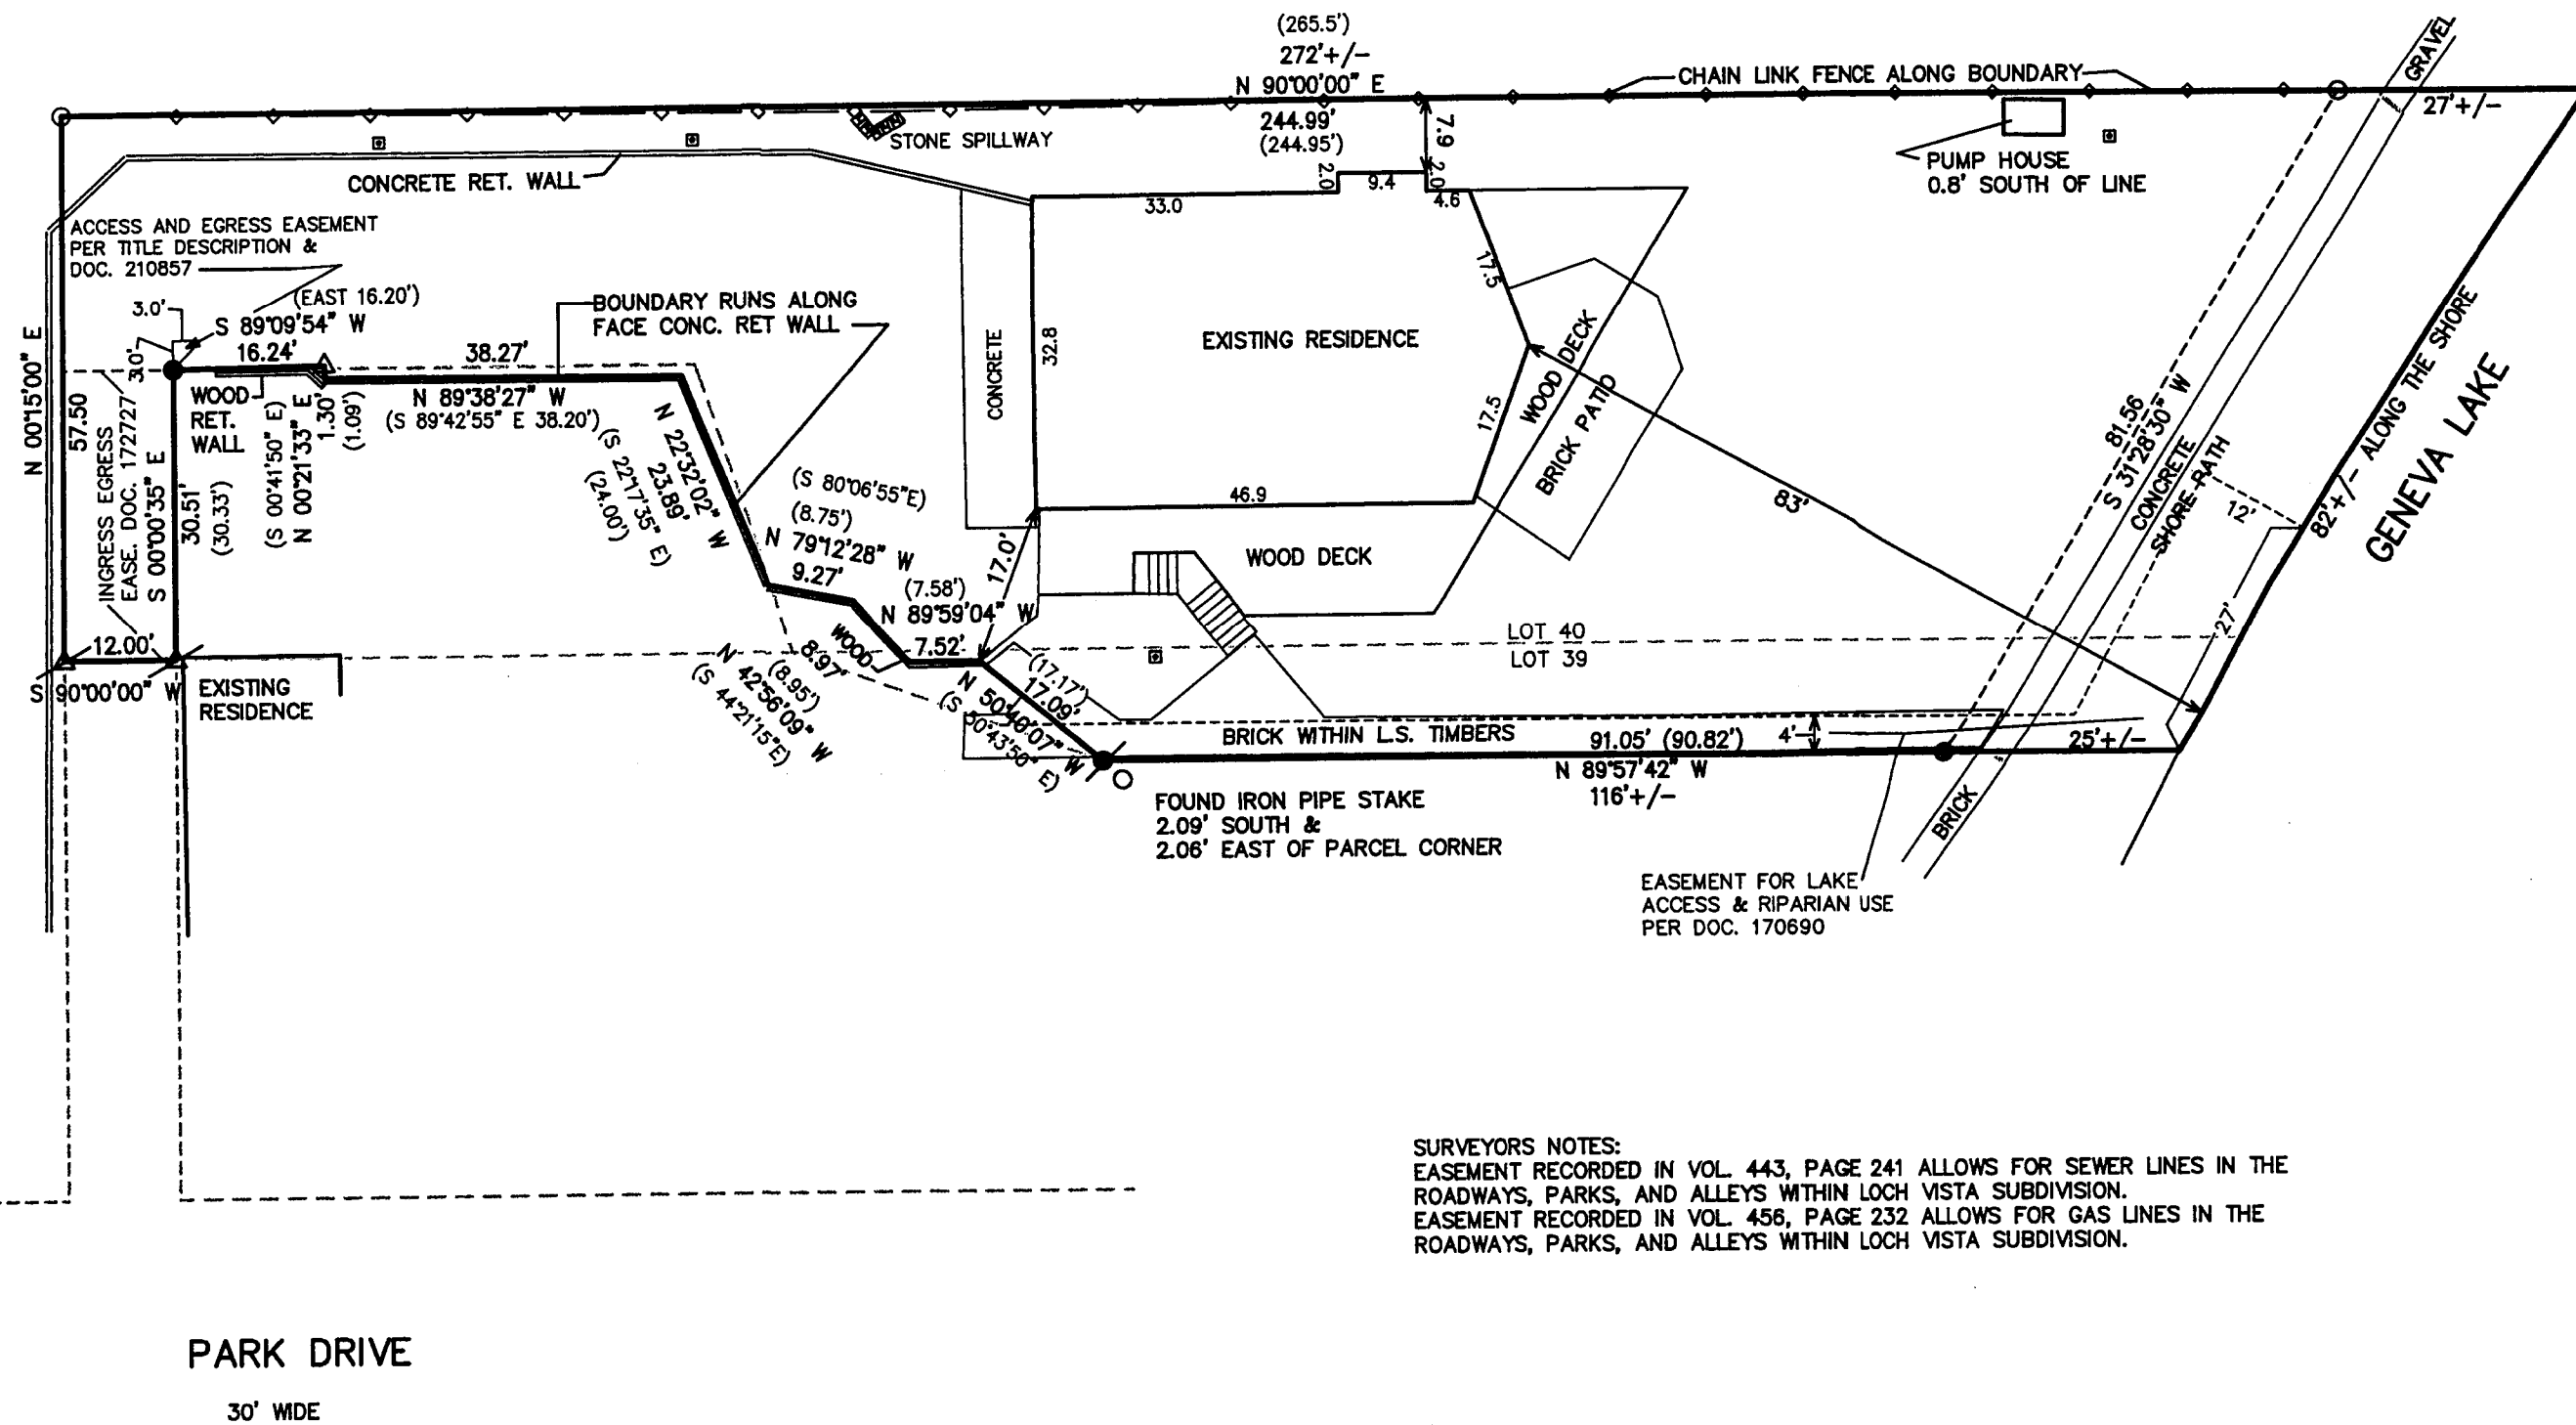 (265.5')
272'+/-
N 90°00'00" E
CHAIN LINK FENCE ALONG BOUNDARY
GRAVEL
27'+/-
244.99'
(244.95')
7.9
STONE SPILLWAY
PUMP HOUSE
0.8' SOUTH OF LINE
CONCRETE RET. WALL
2.0
9.4
2.0
4.6
33.0
ACCESS AND EGRESS EASEMENT
PER TITLE DESCRIPTION &
DOC. 210857
(EAST 16.20')
3.0'
S 89°09'54" W
16.24'
3.0'
BOUNDARY RUNS ALONG
FACE CONC. RET WALL
38.27'
N 89°38'27" W
(S 89°42'55" E 38.20')
N 00°15'00" E
57.50
INGRESS EGRESS
EASE. DOC. 172727
S 00°00'35" E
30.51'
(30.33')
WOOD
RET.
WALL
(S 00°41'50" E)
N 00°21'33" E
1.30'
(1.09')
N 22°32'02" W
23.89'
(S 22°17'35" E)
(24.00')
CONCRETE
32.8
EXISTING RESIDENCE
17.5
17.5
WOOD DECK
BRICK PATIO
46.9
83'
81.56
S 31°28'30" W
CONCRETE
SHORE PATH
12'
82'+/- ALONG THE SHORE
GENEVA LAKE
27'
(S 80°06'55"E)
(8.75')
N 79°12'28" W
9.27'
(7.58')
N 89°59'04" W
7.52'
17.0'
WOOD DECK
WOOD
8.97'
(8.95')
N 42°56'09" W
(S 44°21'15"E)
LOT 40
LOT 39
12.00'
S 90°00'00" W
EXISTING
RESIDENCE
(17.17')
17.09'
N 50°40'07" W
(S 50°43'50" E)
BRICK WITHIN L.S. TIMBERS
91.05' (90.82')
4'
25'+/-
N 89°57'42" W
116'+/-
BRICK
FOUND IRON PIPE STAKE
2.09' SOUTH &
2.06' EAST OF PARCEL CORNER
EASEMENT FOR LAKE
ACCESS & RIPARIAN USE
PER DOC. 170690
SURVEYORS NOTES:
EASEMENT RECORDED IN VOL. 443, PAGE 241 ALLOWS FOR SEWER LINES IN THE
ROADWAYS, PARKS, AND ALLEYS WITHIN LOCH VISTA SUBDIVISION.
EASEMENT RECORDED IN VOL. 456, PAGE 232 ALLOWS FOR GAS LINES IN THE
ROADWAYS, PARKS, AND ALLEYS WITHIN LOCH VISTA SUBDIVISION.
PARK DRIVE
30' WIDE